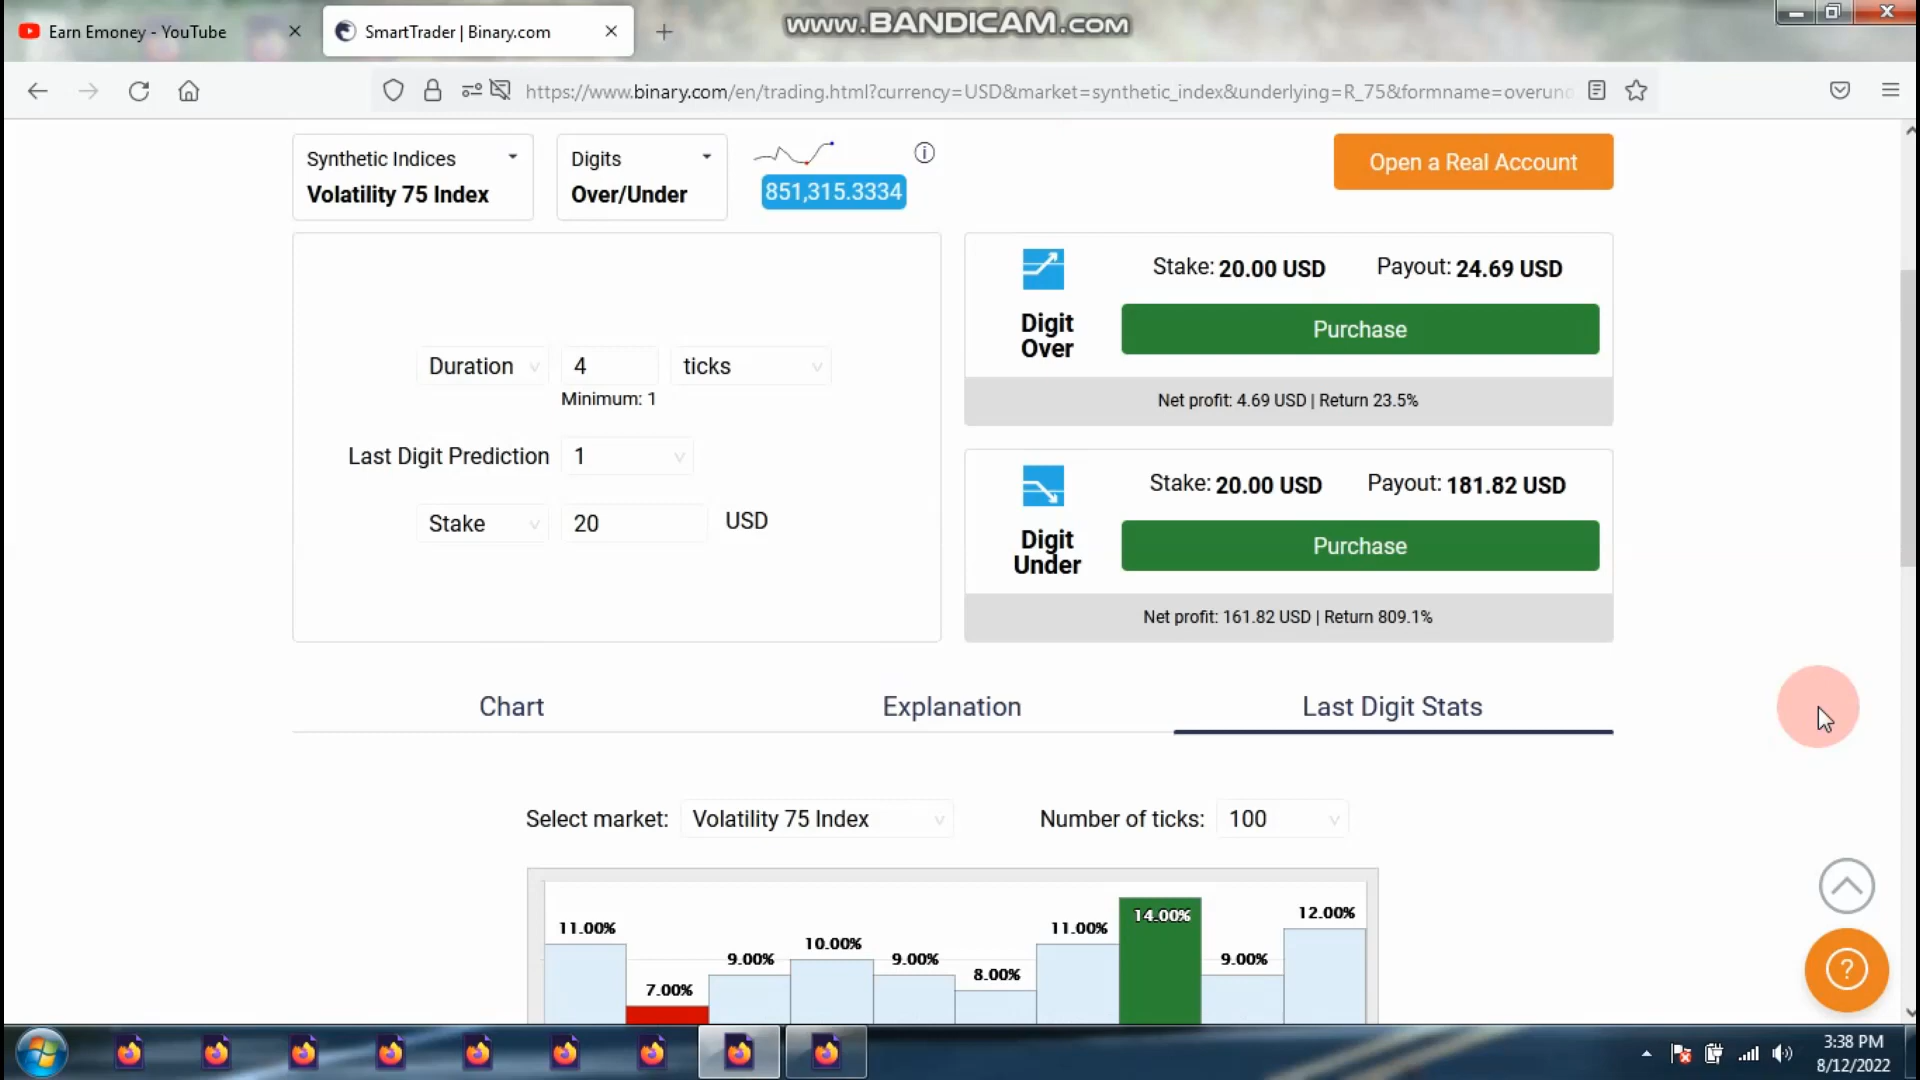 Earn Emoney - YouTube
SmartTrader | Binary.com
www.BANDICAM.com
https://www.binary.com/en/trading.html?currency=USD&market=synthetic_index&underlying=R_75&formname=overund
Synthetic Indices
Volatility 75 Index
Digits
Over/Under
851,315.3334
Open a Real Account
Duration 4 ticks
Minimum: 1
Last Digit Prediction 1
Stake 20 USD
Digit
Over
Stake: 20.00 USD Payout: 24.69 USD
Purchase
Net profit: 4.69 USD | Return 23.5%
Digit
Under
Stake: 20.00 USD Payout: 181.82 USD
Purchase
Net profit: 161.82 USD | Return 809.1%
Chart Explanation Last Digit Stats
Select market: Volatility 75 Index Number of ticks: 100
11.00% 7.00% 9.00% 10.00% 9.00% 8.00% 11.00% 14.00% 9.00% 12.00%
?
3:38 PM
8/12/2022